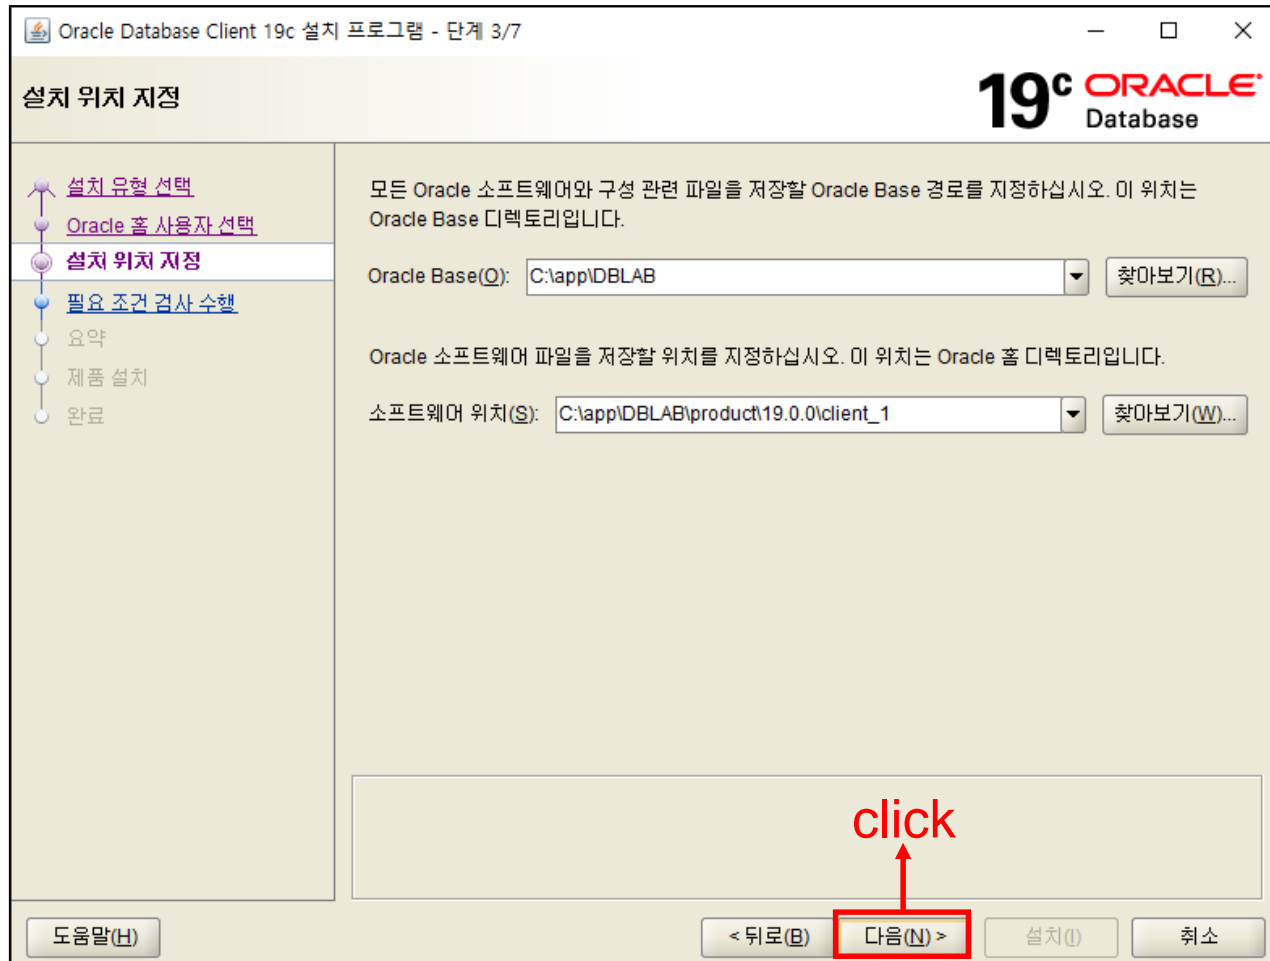 Oracle Database Client 19c 설치 프로그램 - 단계 3/7
설치 위치 지정
19c ORACLE
Database
설치 유형 선택
Oracle 홈 사용자 선택
설치 위치 지정
필요 조건 검사 수행
요약
제품 설치
완료
모든 Oracle 소프트웨어와 구성 관련 파일을 저장할 Oracle Base 경로를 지정하십시오. 이 위치는
Oracle Base 디렉토리입니다.
Oracle Base(O): C:\app\DBLAB 찾아보기(R)...
Oracle 소프트웨어 파일을 저장할 위치를 지정하십시오. 이 위치는 Oracle 홈 디렉토리입니다.
소프트웨어 위치(S): C:\app\DBLAB\product\19.0.0\client_1 찾아보기(W)...
click
도움말(H) < 뒤로(B) 다음(N) > 설치(I) 취소